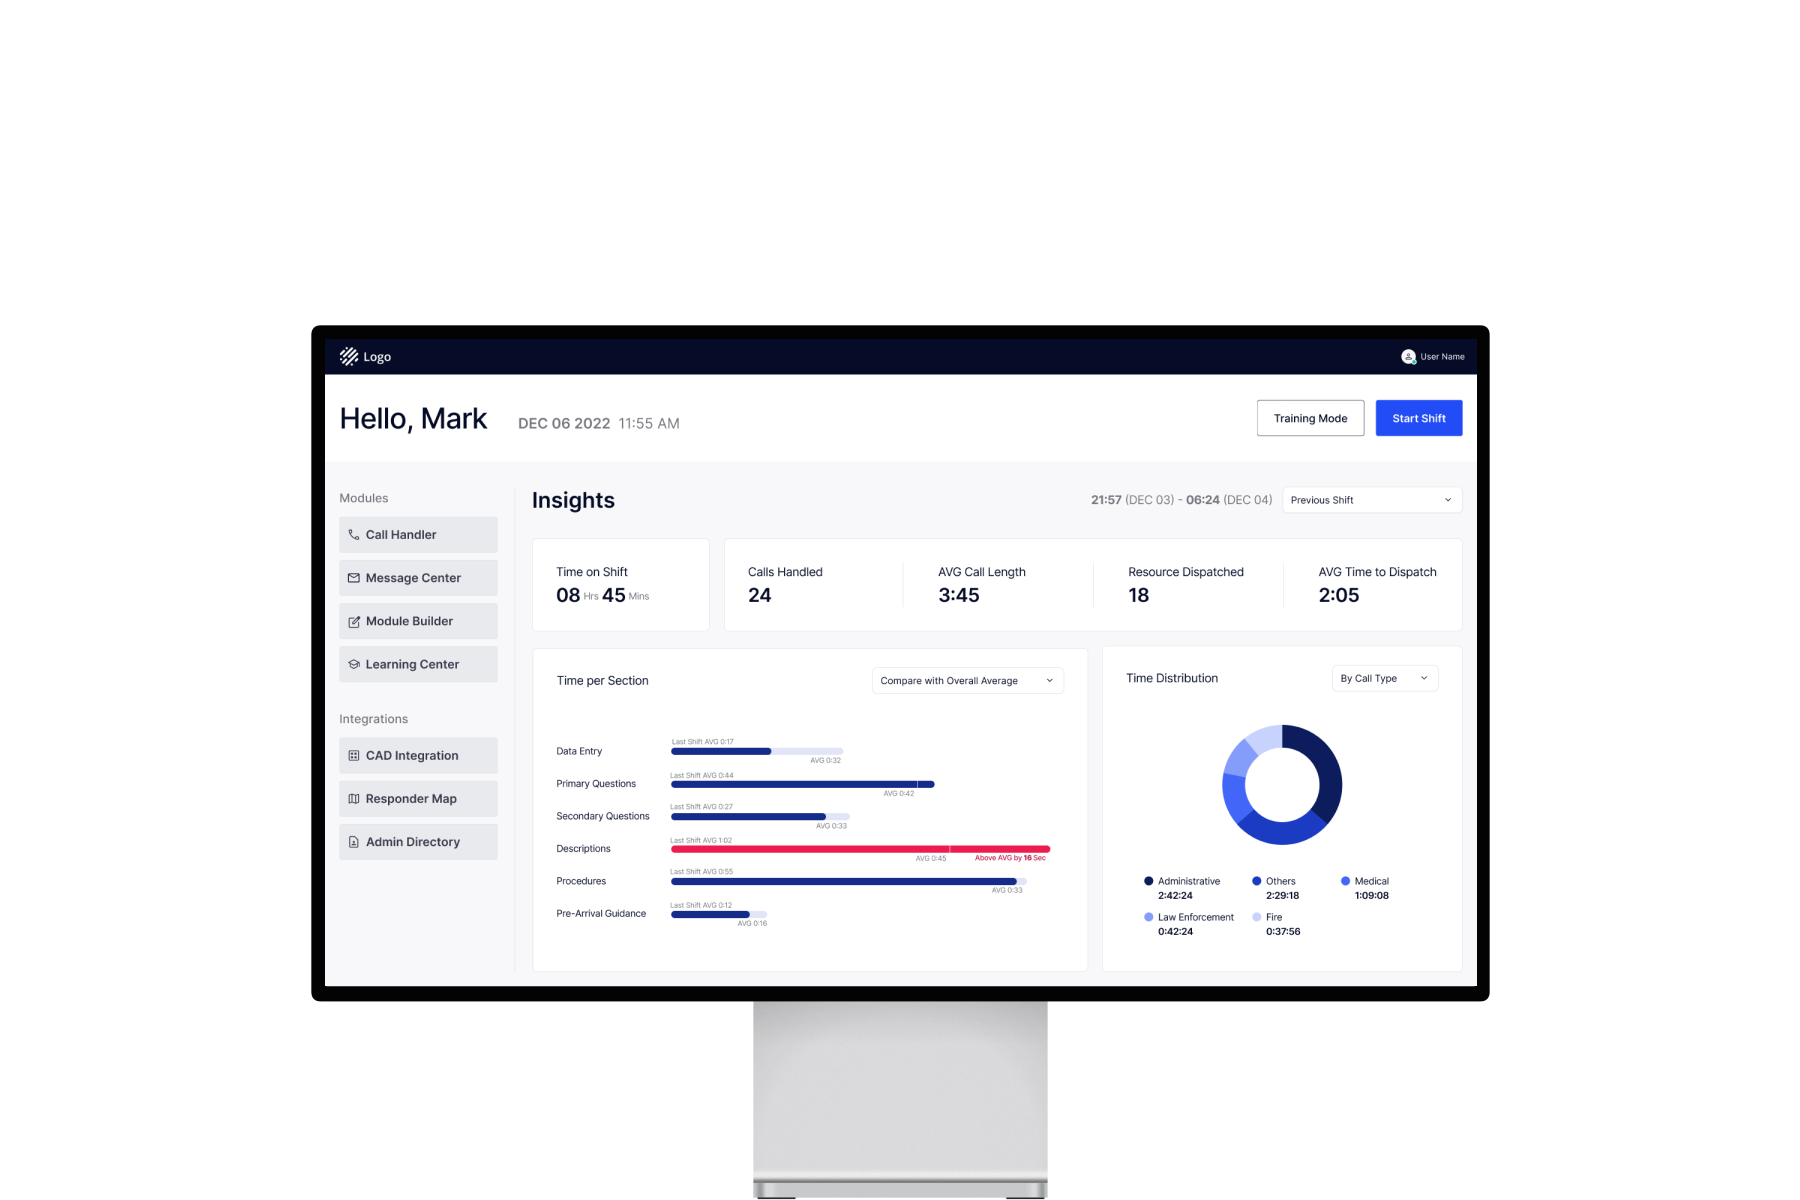 Logo
User Name
Hello, Mark
DEC 06 2022 11:55 AM
Training Mode
Start Shift
Modules
Call Handler
Message Center
Module Builder
Learning Center
Integrations
CAD Integration
Responder Map
Admin Directory
Insights
21:57 (DEC 03) - 06:24 (DEC 04)
Previous Shift
Time on Shift
08 Hrs 45 Mins
Calls Handled
24
AVG Call Length
3:45
Resource Dispatched
18
AVG Time to Dispatch
2:05
Time per Section
Compare with Overall Average
Data Entry
Last Shift AVG 0:17
AVG 0:32
Primary Questions
Last Shift AVG 0:44
AVG 0:42
Secondary Questions
Last Shift AVG 0:27
AVG 0:33
Descriptions
Last Shift AVG 1:02
AVG 0:45
Above AVG by 16 Sec
Procedures
Last Shift AVG 0:55
AVG 0:33
Pre-Arrival Guidance
Last Shift AVG 0:12
AVG 0:16
Time Distribution
By Call Type
Administrative
2:42:24
Others
2:29:18
Medical
1:09:08
Law Enforcement
0:42:24
Fire
0:37:56